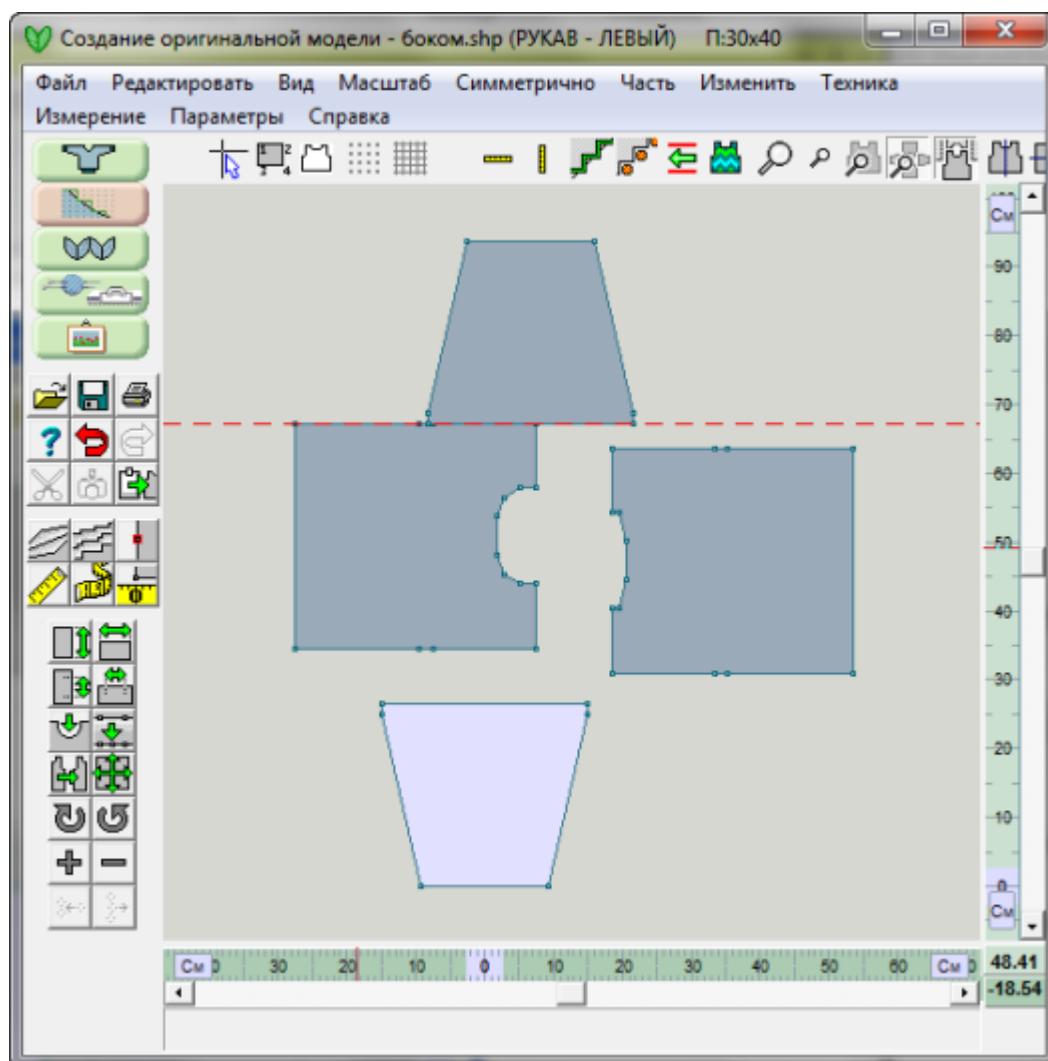 Создание оригинальной модели - боком.shp (РУКАВ - ЛЕВЫЙ) П:30x40
Файл Редактировать Вид Масштаб Симметрично Часть Изменить Техника
Измерение Параметры Справка
См
90
80
70
60
50
40
30
20
10
0
См
См 30 20 10 0 10 20 30 40 50 60 См
48.41
-18.54